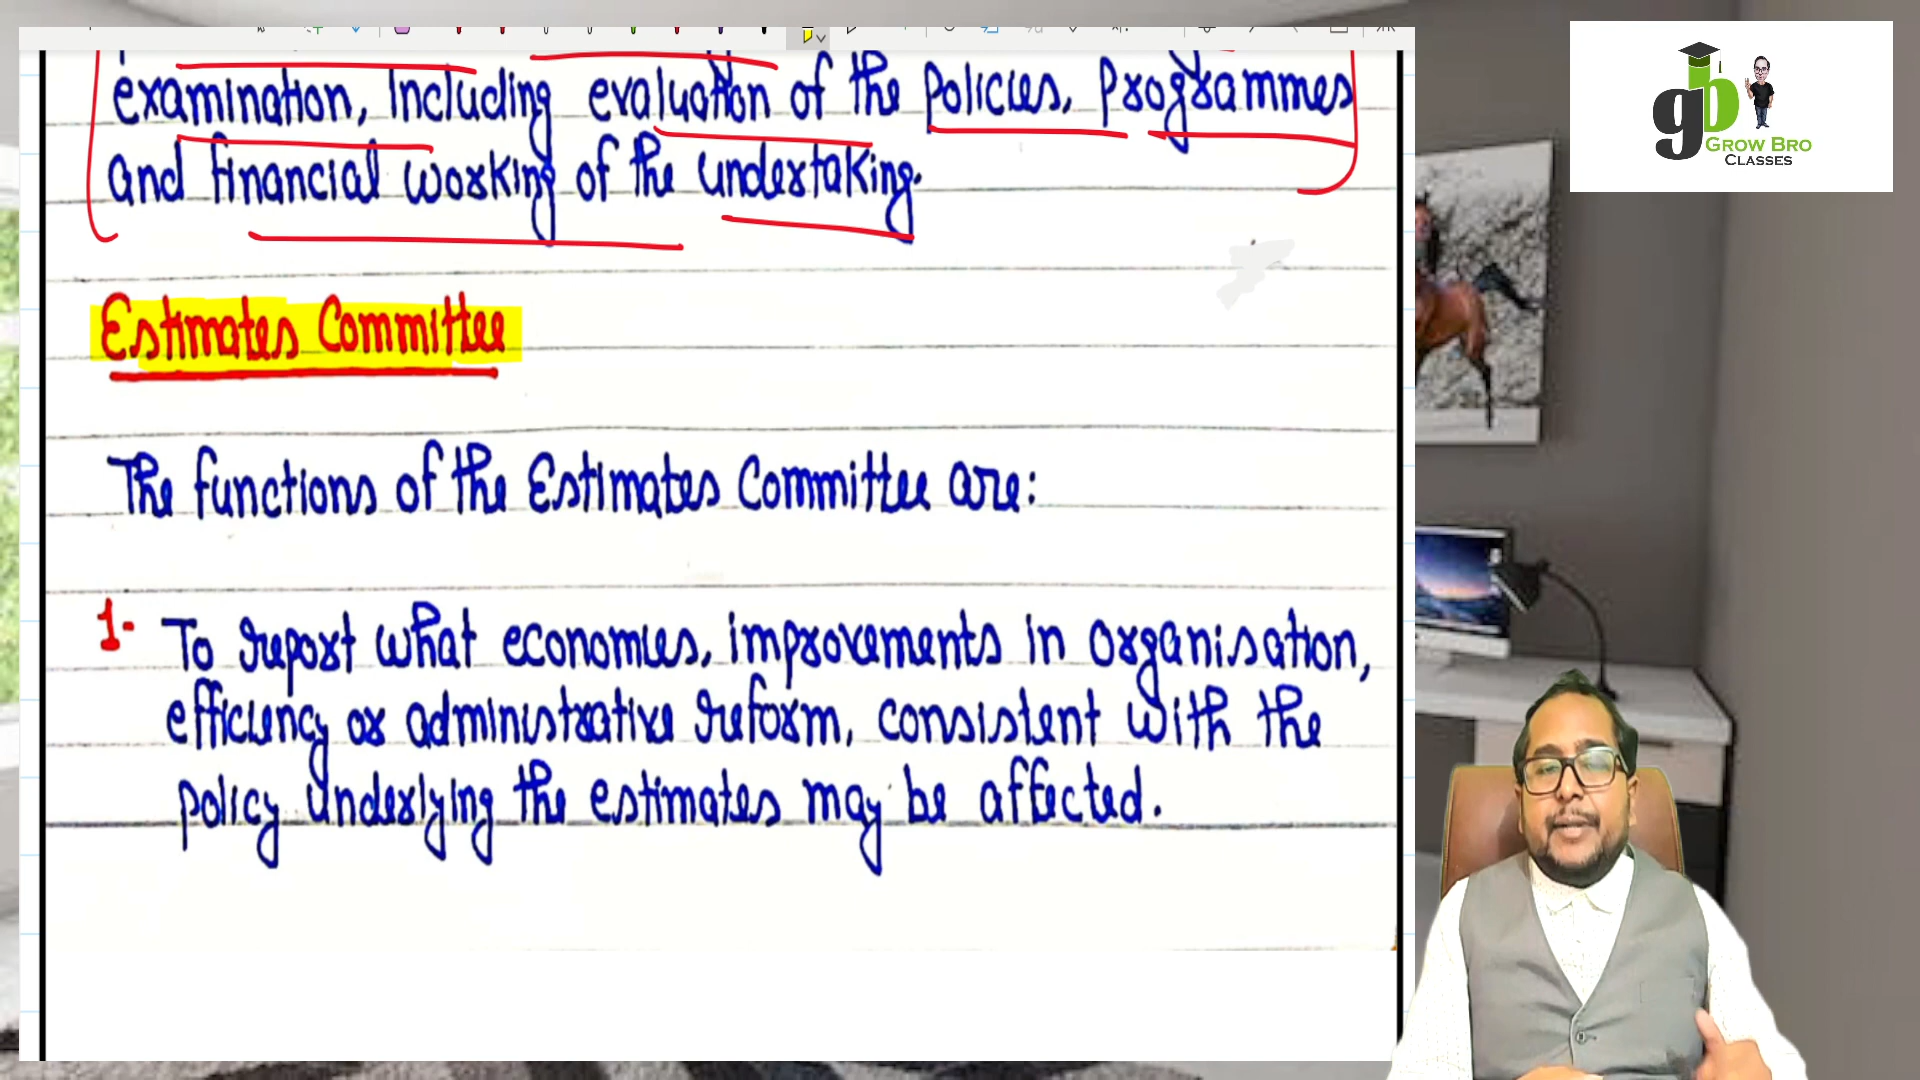 examination, Including evaluation of the policies, programmes
and financial working of the undertaking.
Estimates Committee
The functions of the Estimates Committee are:
1- To report what economies, improvements in organisation,
efficiency or administrative reform, consistent with the
policy underlying the estimates may be affected.
gb
GROW BRO
CLASSES